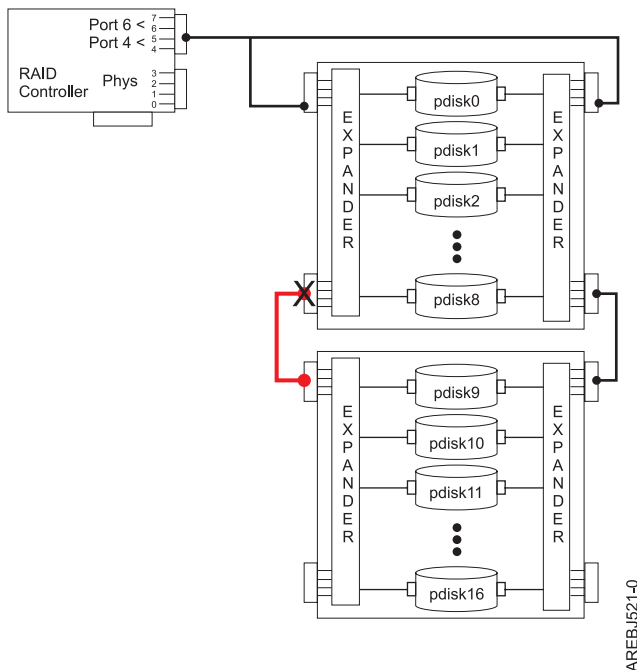 Port 6 <
Port 4 <
7
6
5
4
RAID
Controller
Phys
3
2
1
0
EXPANDER
pdisk0
pdisk1
pdisk2
pdisk8
EXPANDER
X
EXPANDER
pdisk9
pdisk10
pdisk11
pdisk16
EXPANDER
AREBJ521-0